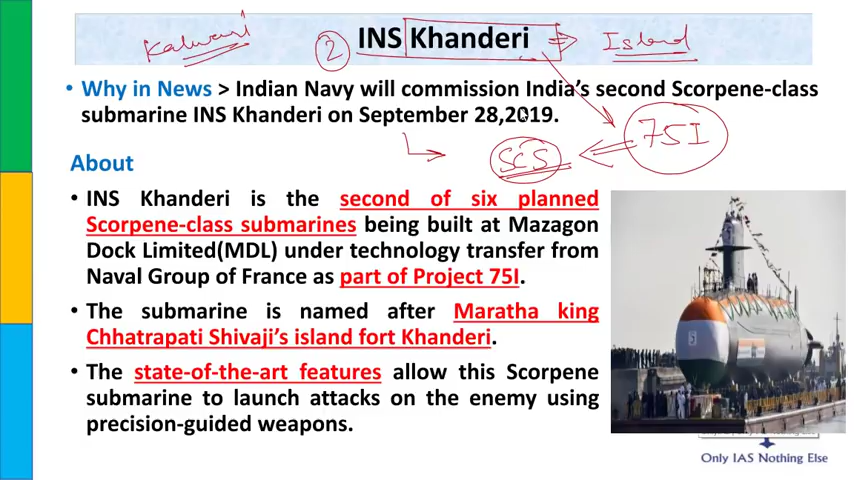 Kalvari
2
INS Khanderi
Island
• Why in News > Indian Navy will commission India's second Scorpene-class
submarine INS Khanderi on September 28,2019.
75I
SCS
About
• INS Khanderi is the second of six planned
Scorpene-class submarines being built at Mazagon
Dock Limited(MDL) under technology transfer from
Naval Group of France as part of Project 75I.
• The submarine is named after Maratha king
Chhatrapati Shivaji's island fort Khanderi.
• The state-of-the-art features allow this Scorpene
submarine to launch attacks on the enemy using
precision-guided weapons.
Only IAS Nothing Else